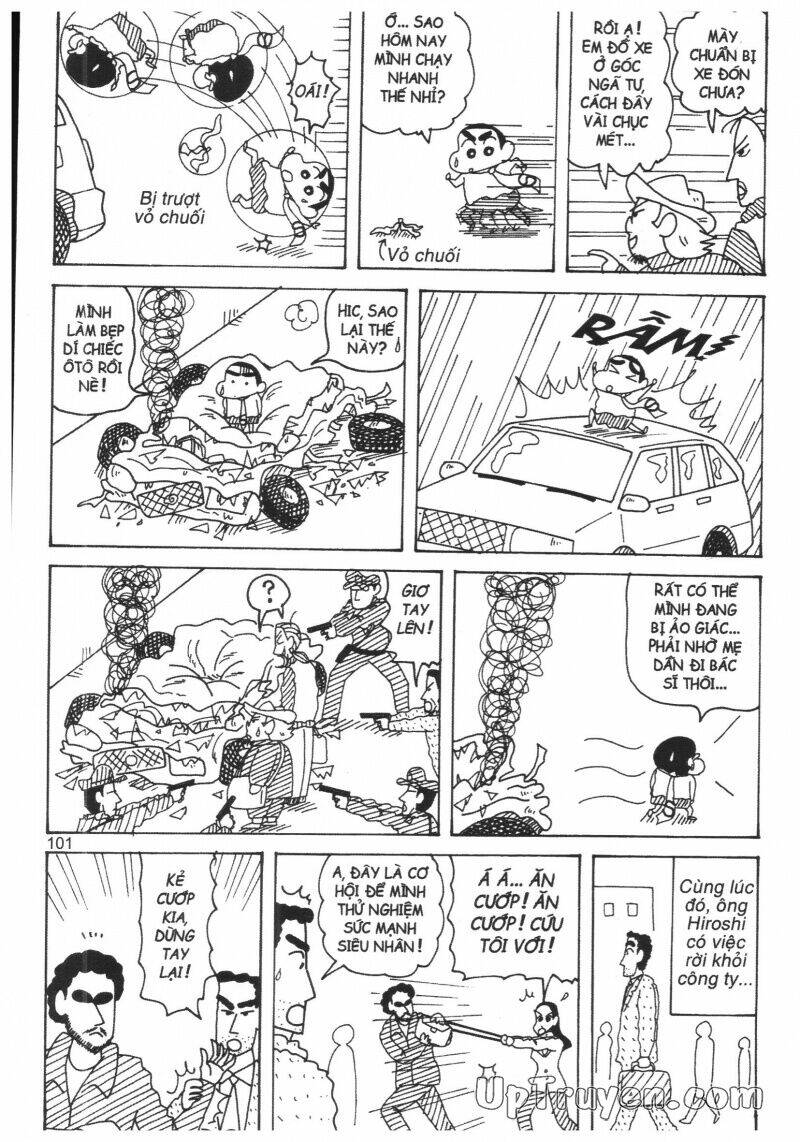 MÀY
CHUẨN BỊ
XE ĐÓN
CHƯA?
RỒI Ạ!
EM ĐỔ XE
Ở GÓC
NGÃ TƯ,
CÁCH ĐÂY
VÀI CHỤC
MÉT...
Ơ... SAO
HÔM NAY
MÌNH CHẠY
NHANH
THẾ NHỈ?
Vỏ chuối
OÁI!
Bị trượt
vỏ chuối
RẦM!
HIC, SAO
LẠI THẾ
NÀY?
MÌNH
LÀM BẸP
DÍ CHIẾC
ÔTÔ RỒI
NÈ!
RẤT CÓ THỂ
MÌNH ĐANG
BỊ ẢO GIÁC...
PHẢI NHỜ MẸ
DẪN ĐI BÁC
SĨ THÔI...
GIƠ
TAY
LÊN!
?
101
Cùng lúc
đó, ông
Hiroshi
có việc
rời khỏi
công ty...
Á Á... ĂN
CƯỚP! ĂN
CƯỚP! CỨU
TÔI VỚI!
A, ĐÂY LÀ CƠ
HỘI ĐỂ MÌNH
THỬ NGHIỆM
SỨC MẠNH
SIÊU NHÂN!
KẺ
CƯỚP
KIA,
DỪNG
TAY
LẠI!
UpTruyen.com